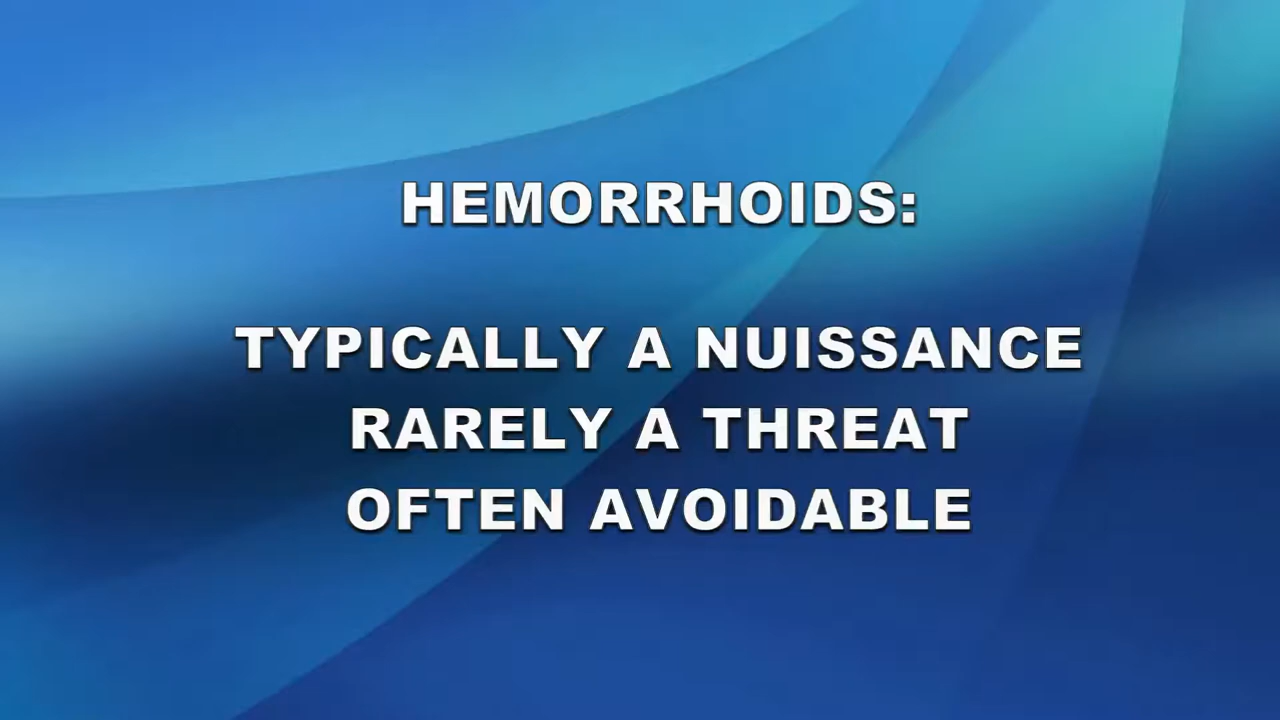 HEMORRHOIDS:
TYPICALLY A NUISSANCE
RARELY A THREAT
OFTEN AVOIDABLE